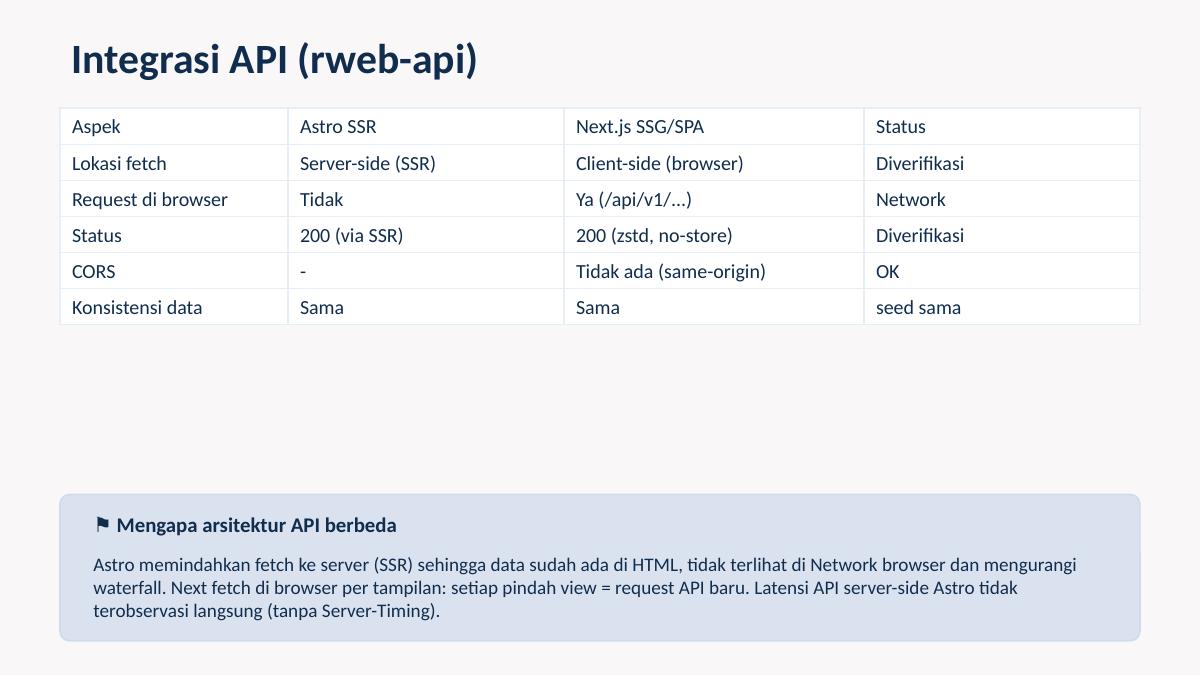 Integrasi API (rweb-api)
Aspek Astro SSR Next.js SSG/SPA Status
Lokasi fetch Server-side (SSR) Client-side (browser) Diverifikasi
Request di browser Tidak Ya (/api/v1/...) Network
Status 200 (via SSR) 200 (zstd, no-store) Diverifikasi
CORS - Tidak ada (same-origin) OK
Konsistensi data Sama Sama seed sama
⚑ Mengapa arsitektur API berbeda
Astro memindahkan fetch ke server (SSR) sehingga data sudah ada di HTML, tidak terlihat di Network browser dan mengurangi
waterfall. Next fetch di browser per tampilan: setiap pindah view = request API baru. Latensi API server-side Astro tidak
terobservasi langsung (tanpa Server-Timing).